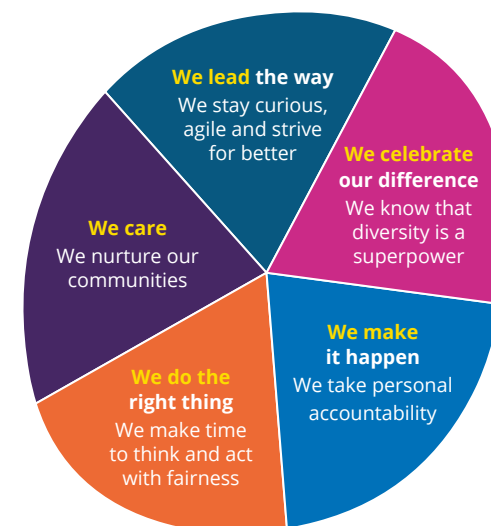 We lead the way
We stay curious,
agile and strive
for better
We celebrate
our difference
We know that
diversity is a
superpower
We make
it happen
We take personal
accountability
We do the
right thing
We make time
to think and act
with fairness
We care
We nurture our
communities